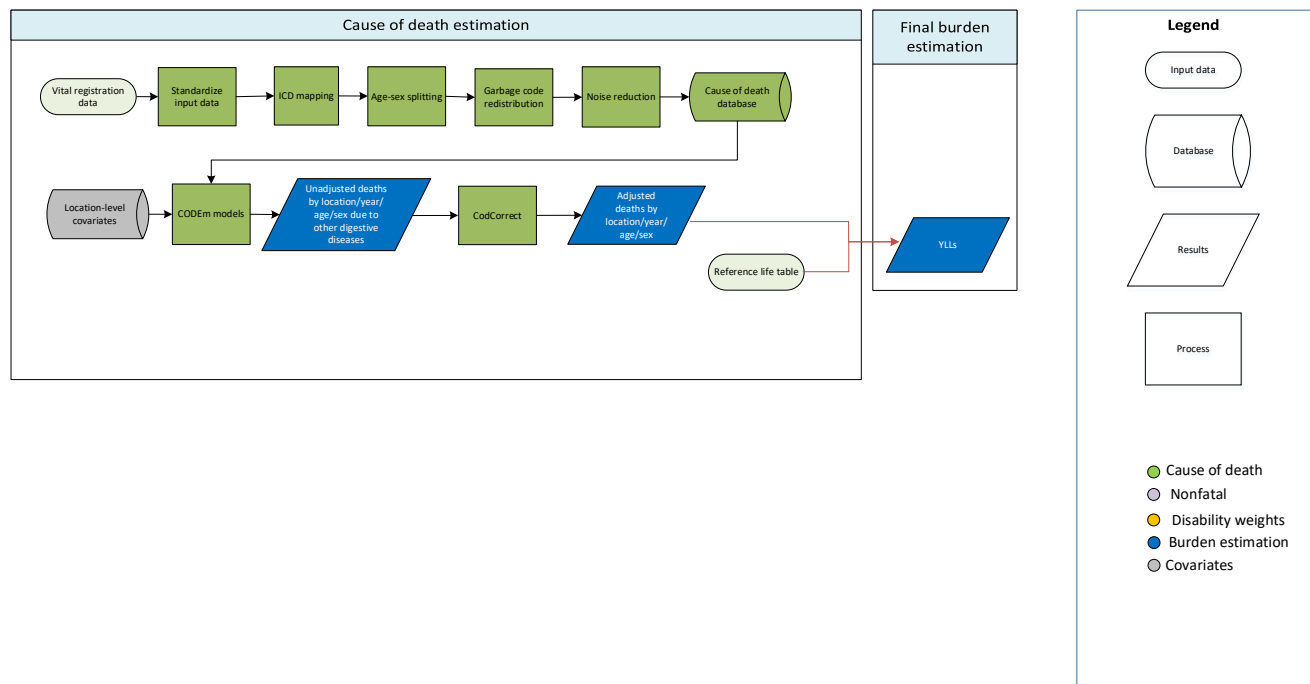 Cause of death estimation
Final burden
estimation
Legend
Vital registration
data
Standardize
input data
ICD mapping
Age-sex splitting
Garbage code
redistribution
Noise reduction
Cause of death
database
Location-level
covariates
CODEm models
Unadjusted deaths
by location/year/
age/sex due to
other digestive
diseases
CodCorrect
Adjusted
deaths by
location/year/
age/sex
Reference life table
YLLs
Input data
Database
Results
Process
Cause of death
Nonfatal
Disability weights
Burden estimation
Covariates